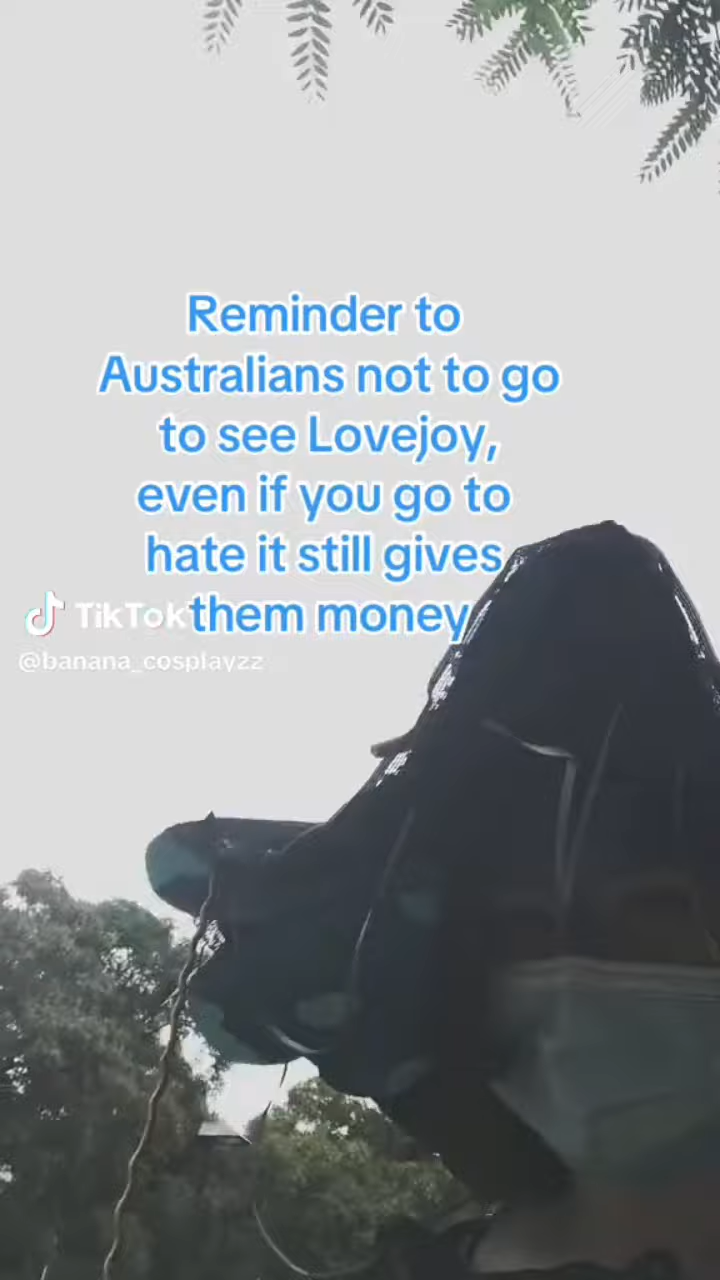 Reminder to
Australians not to go
to see Lovejoy,
even if you go to
hate it still gives
them money
TikTok
@banana_cosplayzz